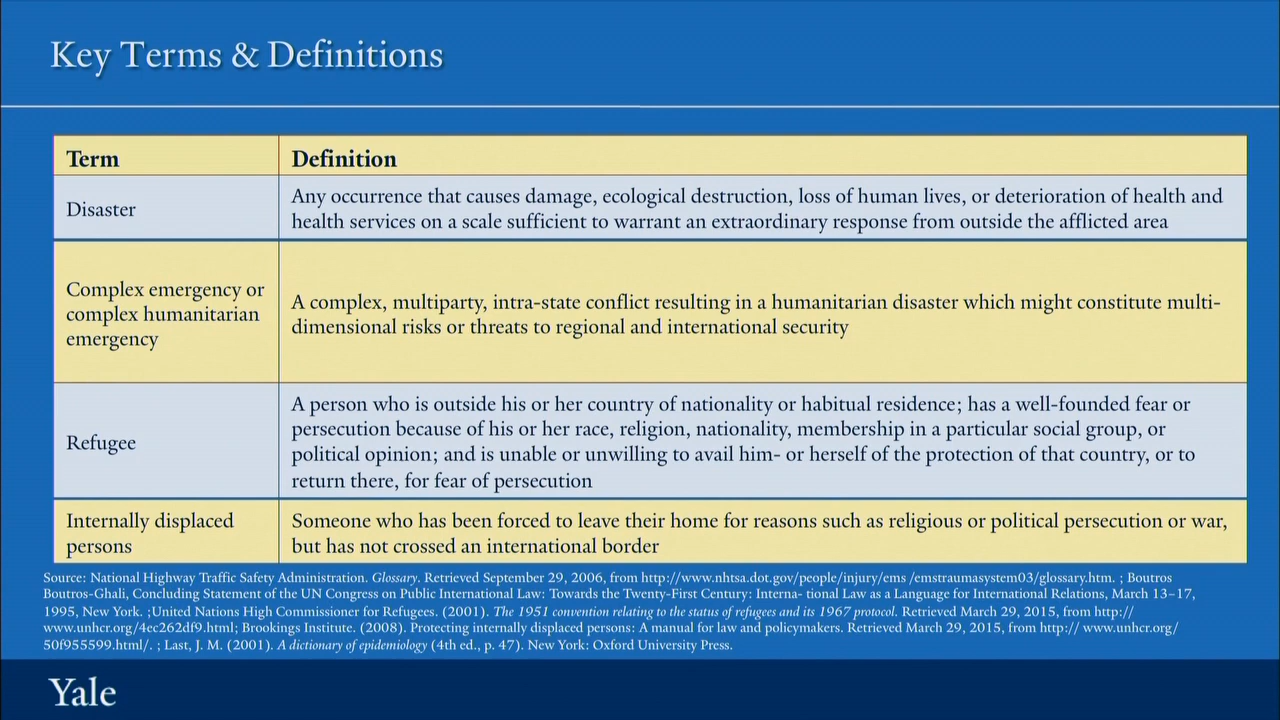 Key Terms & Definitions
Term
Definition
Disaster
Any occurrence that causes damage, ecological destruction, loss of human lives, or deterioration of health and
health services on a scale sufficient to warrant an extraordinary response from outside the afflicted area
Complex emergency or
complex humanitarian
emergency
A complex, multiparty, intra-state conflict resulting in a humanitarian disaster which might constitute multi-
dimensional risks or threats to regional and international security
Refugee
A person who is outside his or her country of nationality or habitual residence; has a well-founded fear or
persecution because of his or her race, religion, nationality, membership in a particular social group, or
political opinion; and is unable or unwilling to avail him- or herself of the protection of that country, or to
return there, for fear of persecution
Internally displaced
persons
Someone who has been forced to leave their home for reasons such as religious or political persecution or war,
but has not crossed an international border
Source: National Highway Traffic Safety Administration. Glossary. Retrieved September 29, 2006, from http://www.nhtsa.dot.gov/people/injury/ems /emstraumasystem03/glossary.htm. ; Boutros
Boutros-Ghali, Concluding Statement of the UN Congress on Public International Law: Towards the Twenty-First Century: Interna- tional Law as a Language for International Relations, March 13–17,
1995, New York. ;United Nations High Commissioner for Refugees. (2001). The 1951 convention relating to the status of refugees and its 1967 protocol. Retrieved March 29, 2015, from http://
www.unhcr.org/4ec262df9.html; Brookings Institute. (2008). Protecting internally displaced persons: A manual for law and policymakers. Retrieved March 29, 2015, from http:// www.unhcr.org/
50f955599.html/. ; Last, J. M. (2001). A dictionary of epidemiology (4th ed., p. 47). New York: Oxford University Press.
Yale